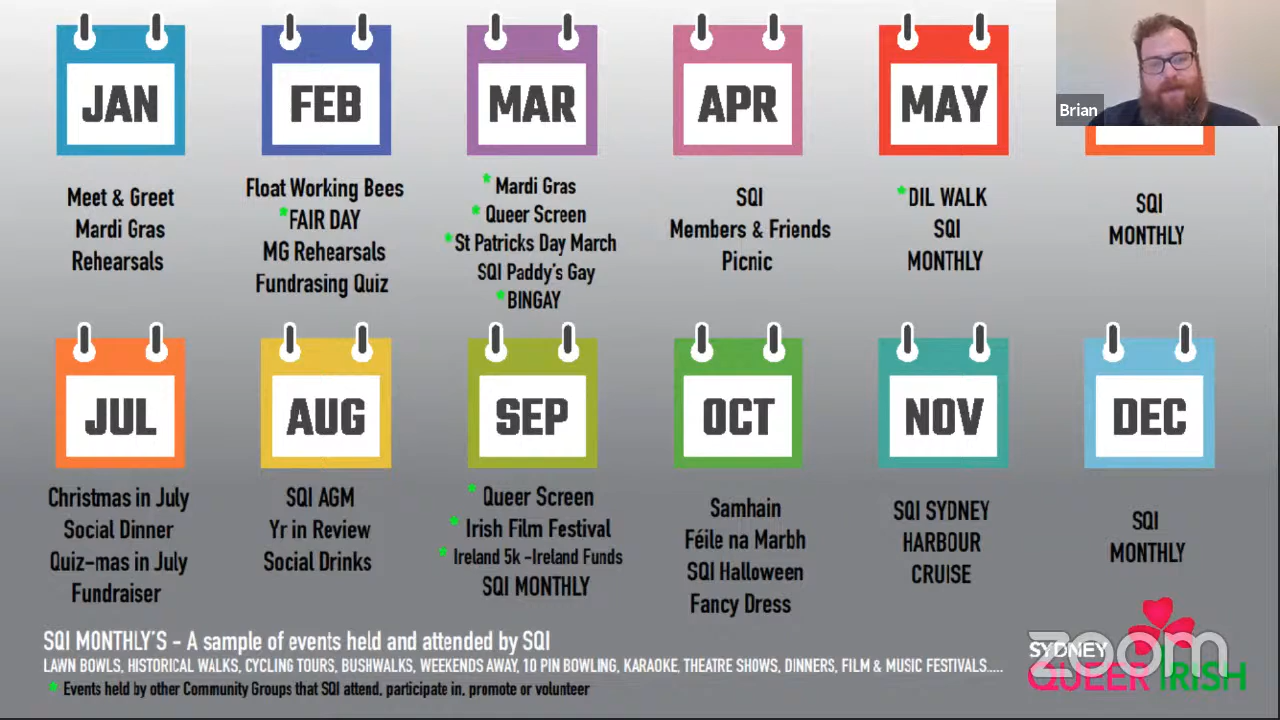 JAN
FEB
MAR
APR
MAY
Brian
Meet & Greet
Mardi Gras
Rehearsals
Float Working Bees
*FAIR DAY
MG Rehearsals
Fundrasing Quiz
* Mardi Gras
* Queer Screen
* St Patricks Day March
SQI Paddy's Gay
* BINGAY
SQI
Members & Friends
Picnic
* DIL WALK
SQI
MONTHLY
SQI
MONTHLY
JUL
AUG
SEP
OCT
NOV
DEC
Christmas in July
Social Dinner
Quiz-mas in July
Fundraiser
SQI AGM
Yr in Review
Social Drinks
* Queer Screen
* Irish Film Festival
* Ireland 5k -Ireland Funds
SQI MONTHLY
Samhain
Féile na Marbh
SQI Halloween
Fancy Dress
SQI SYDNEY
HARBOUR
CRUISE
SQI
MONTHLY
SQI MONTHLY'S - A sample of events held and attended by SQI
LAWN BOWLS, HISTORICAL WALKS, CYCLING TOURS, BUSHWALKS, WEEKENDS AWAY, 10 PIN BOWLING, KARAOKE, THEATRE SHOWS, DINNERS, FILM & MUSIC FESTIVALS.....
* Events held by other Community Groups that SQI attend, participate in, promote or volunteer
SYDNEY
QUEER IRISH
zoom